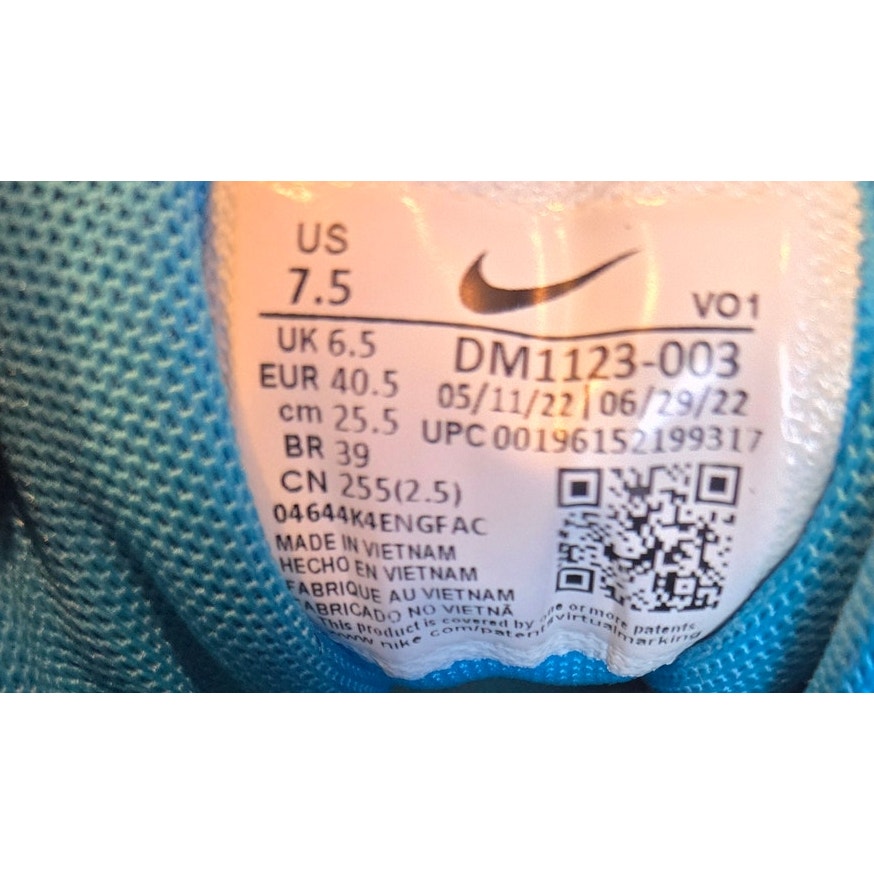 US
7.5
VO1
UK 6.5
EUR 40.5
cm 25.5
BR 39
CN 255(2.5)
DM1123-003
05/11/22 | 06/29/22
UPC 00196152199317
04644K4ENGFAC
MADE IN VIETNAM
HECHO EN VIETNAM
FABRIQUE AU VIETNAM
FABRICADO NO VIETNÃ
This product is covered by one or more patents
www.nike.com/patents virtualmarking